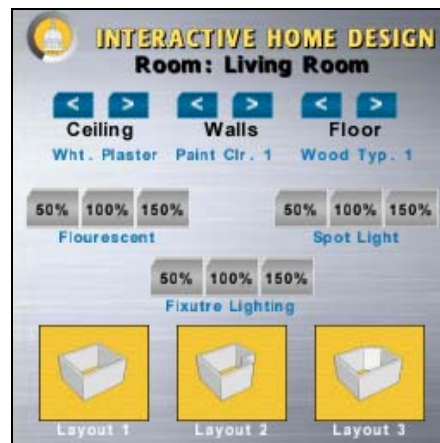 INTERACTIVE HOME DESIGN
Room: Living Room
< > < > < >
Ceiling Walls Floor
Wht. Plaster Paint Clr. 1 Wood Typ. 1
50% 100% 150% 50% 100% 150%
Flourescent Spot Light
50% 100% 150%
Fixutre Lighting
Layout 1 Layout 2 Layout 3